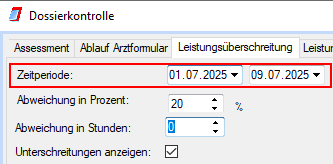 Dossierkontrolle
Assessment Ablauf Arztformular Leistungsüberschreitung Leistu
Zeitperiode: 01.07.2025 09.07.2025
Abweichung in Prozent: 20 %
Abweichung in Stunden: 0
Unterschreitungen anzeigen: